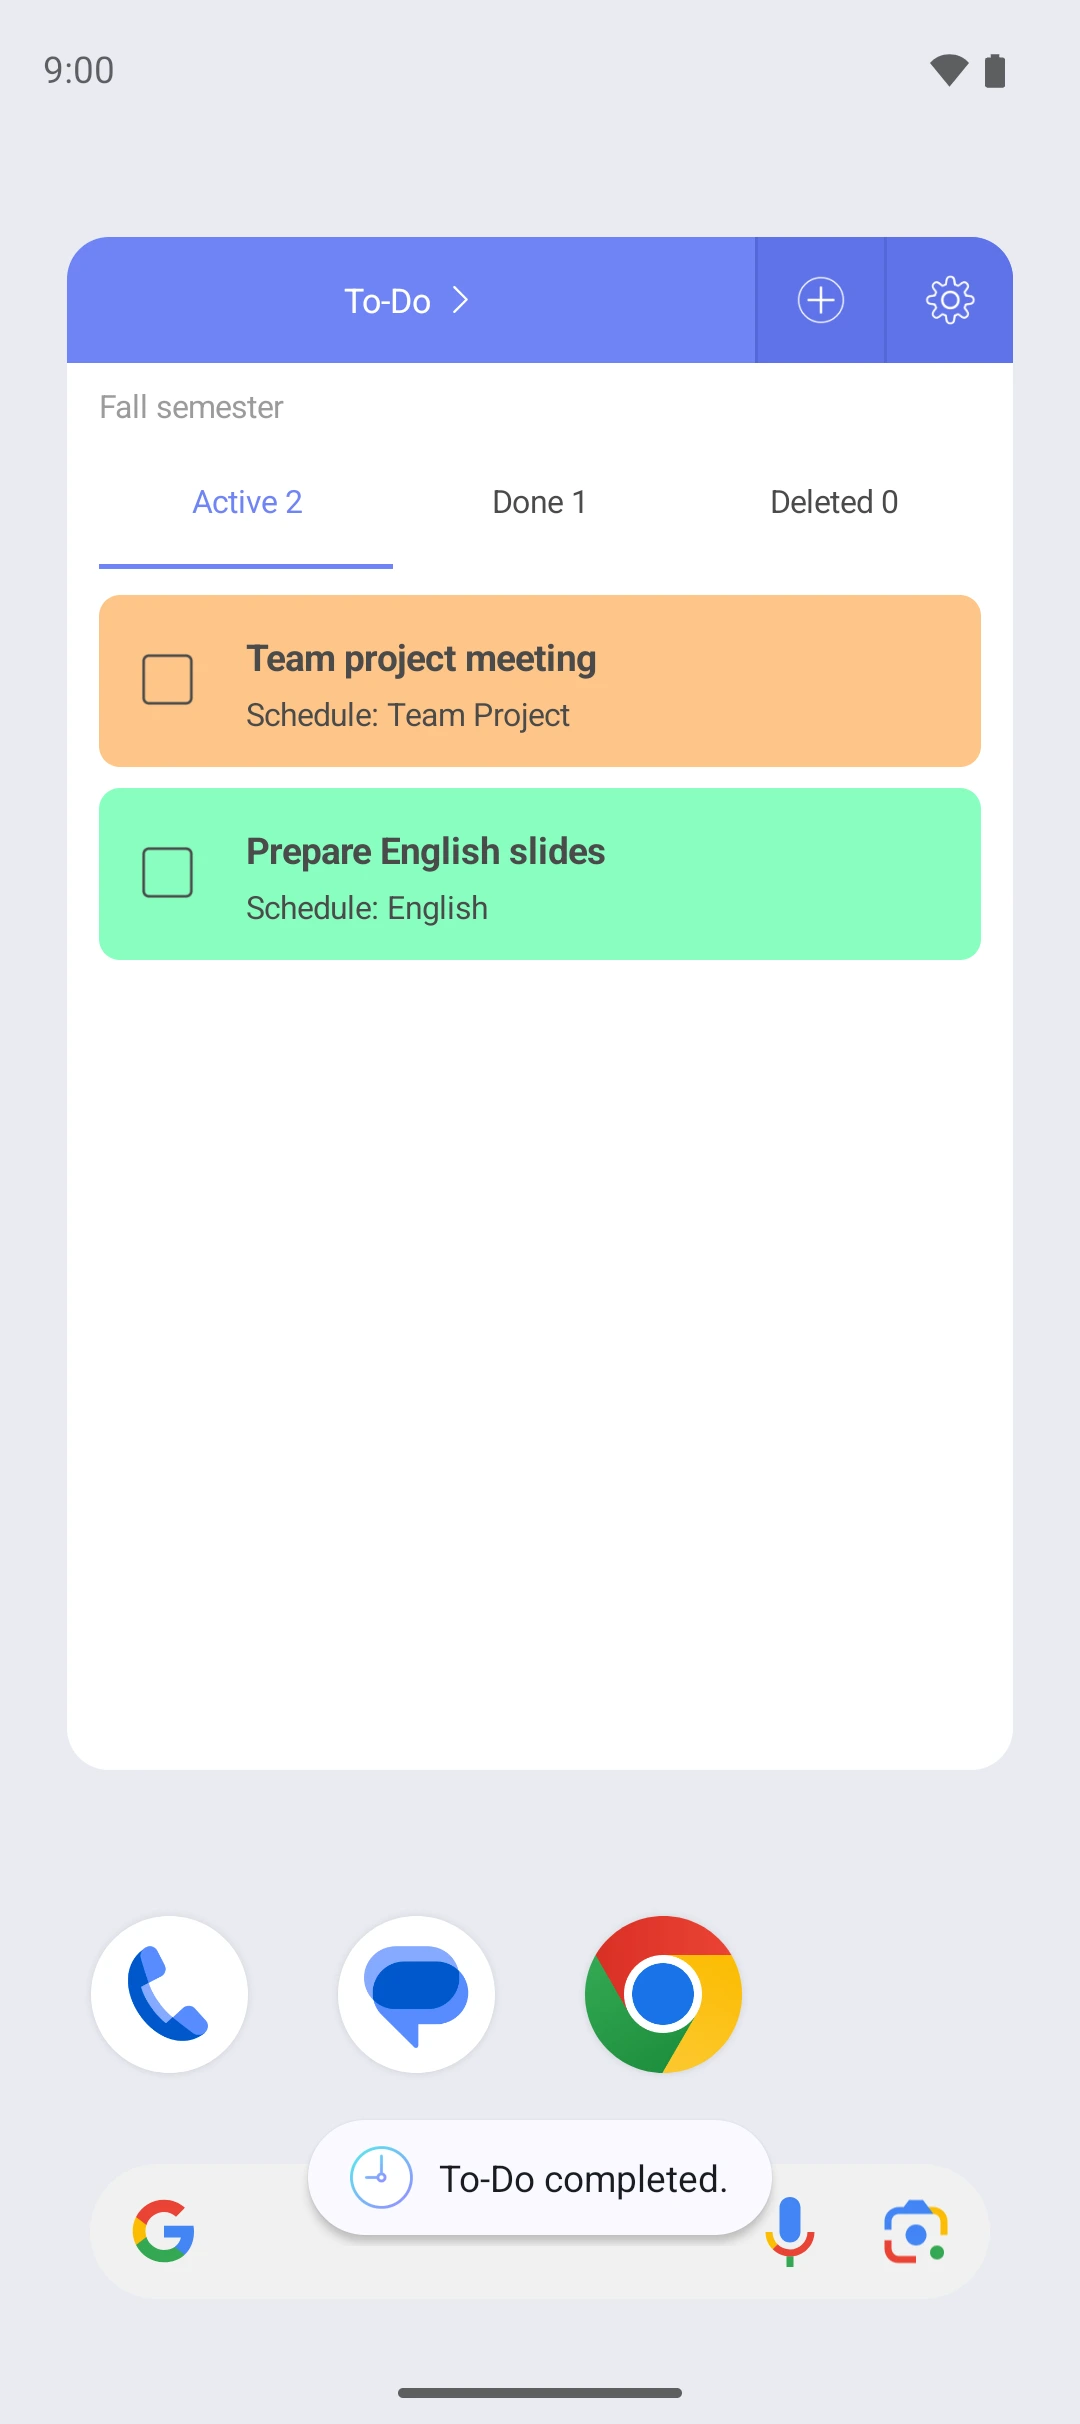 9:00
To-Do
Fall semester
Active 2
Done 1
Deleted 0
Team project meeting
Schedule: Team Project
Prepare English slides
Schedule: English
To-Do completed.